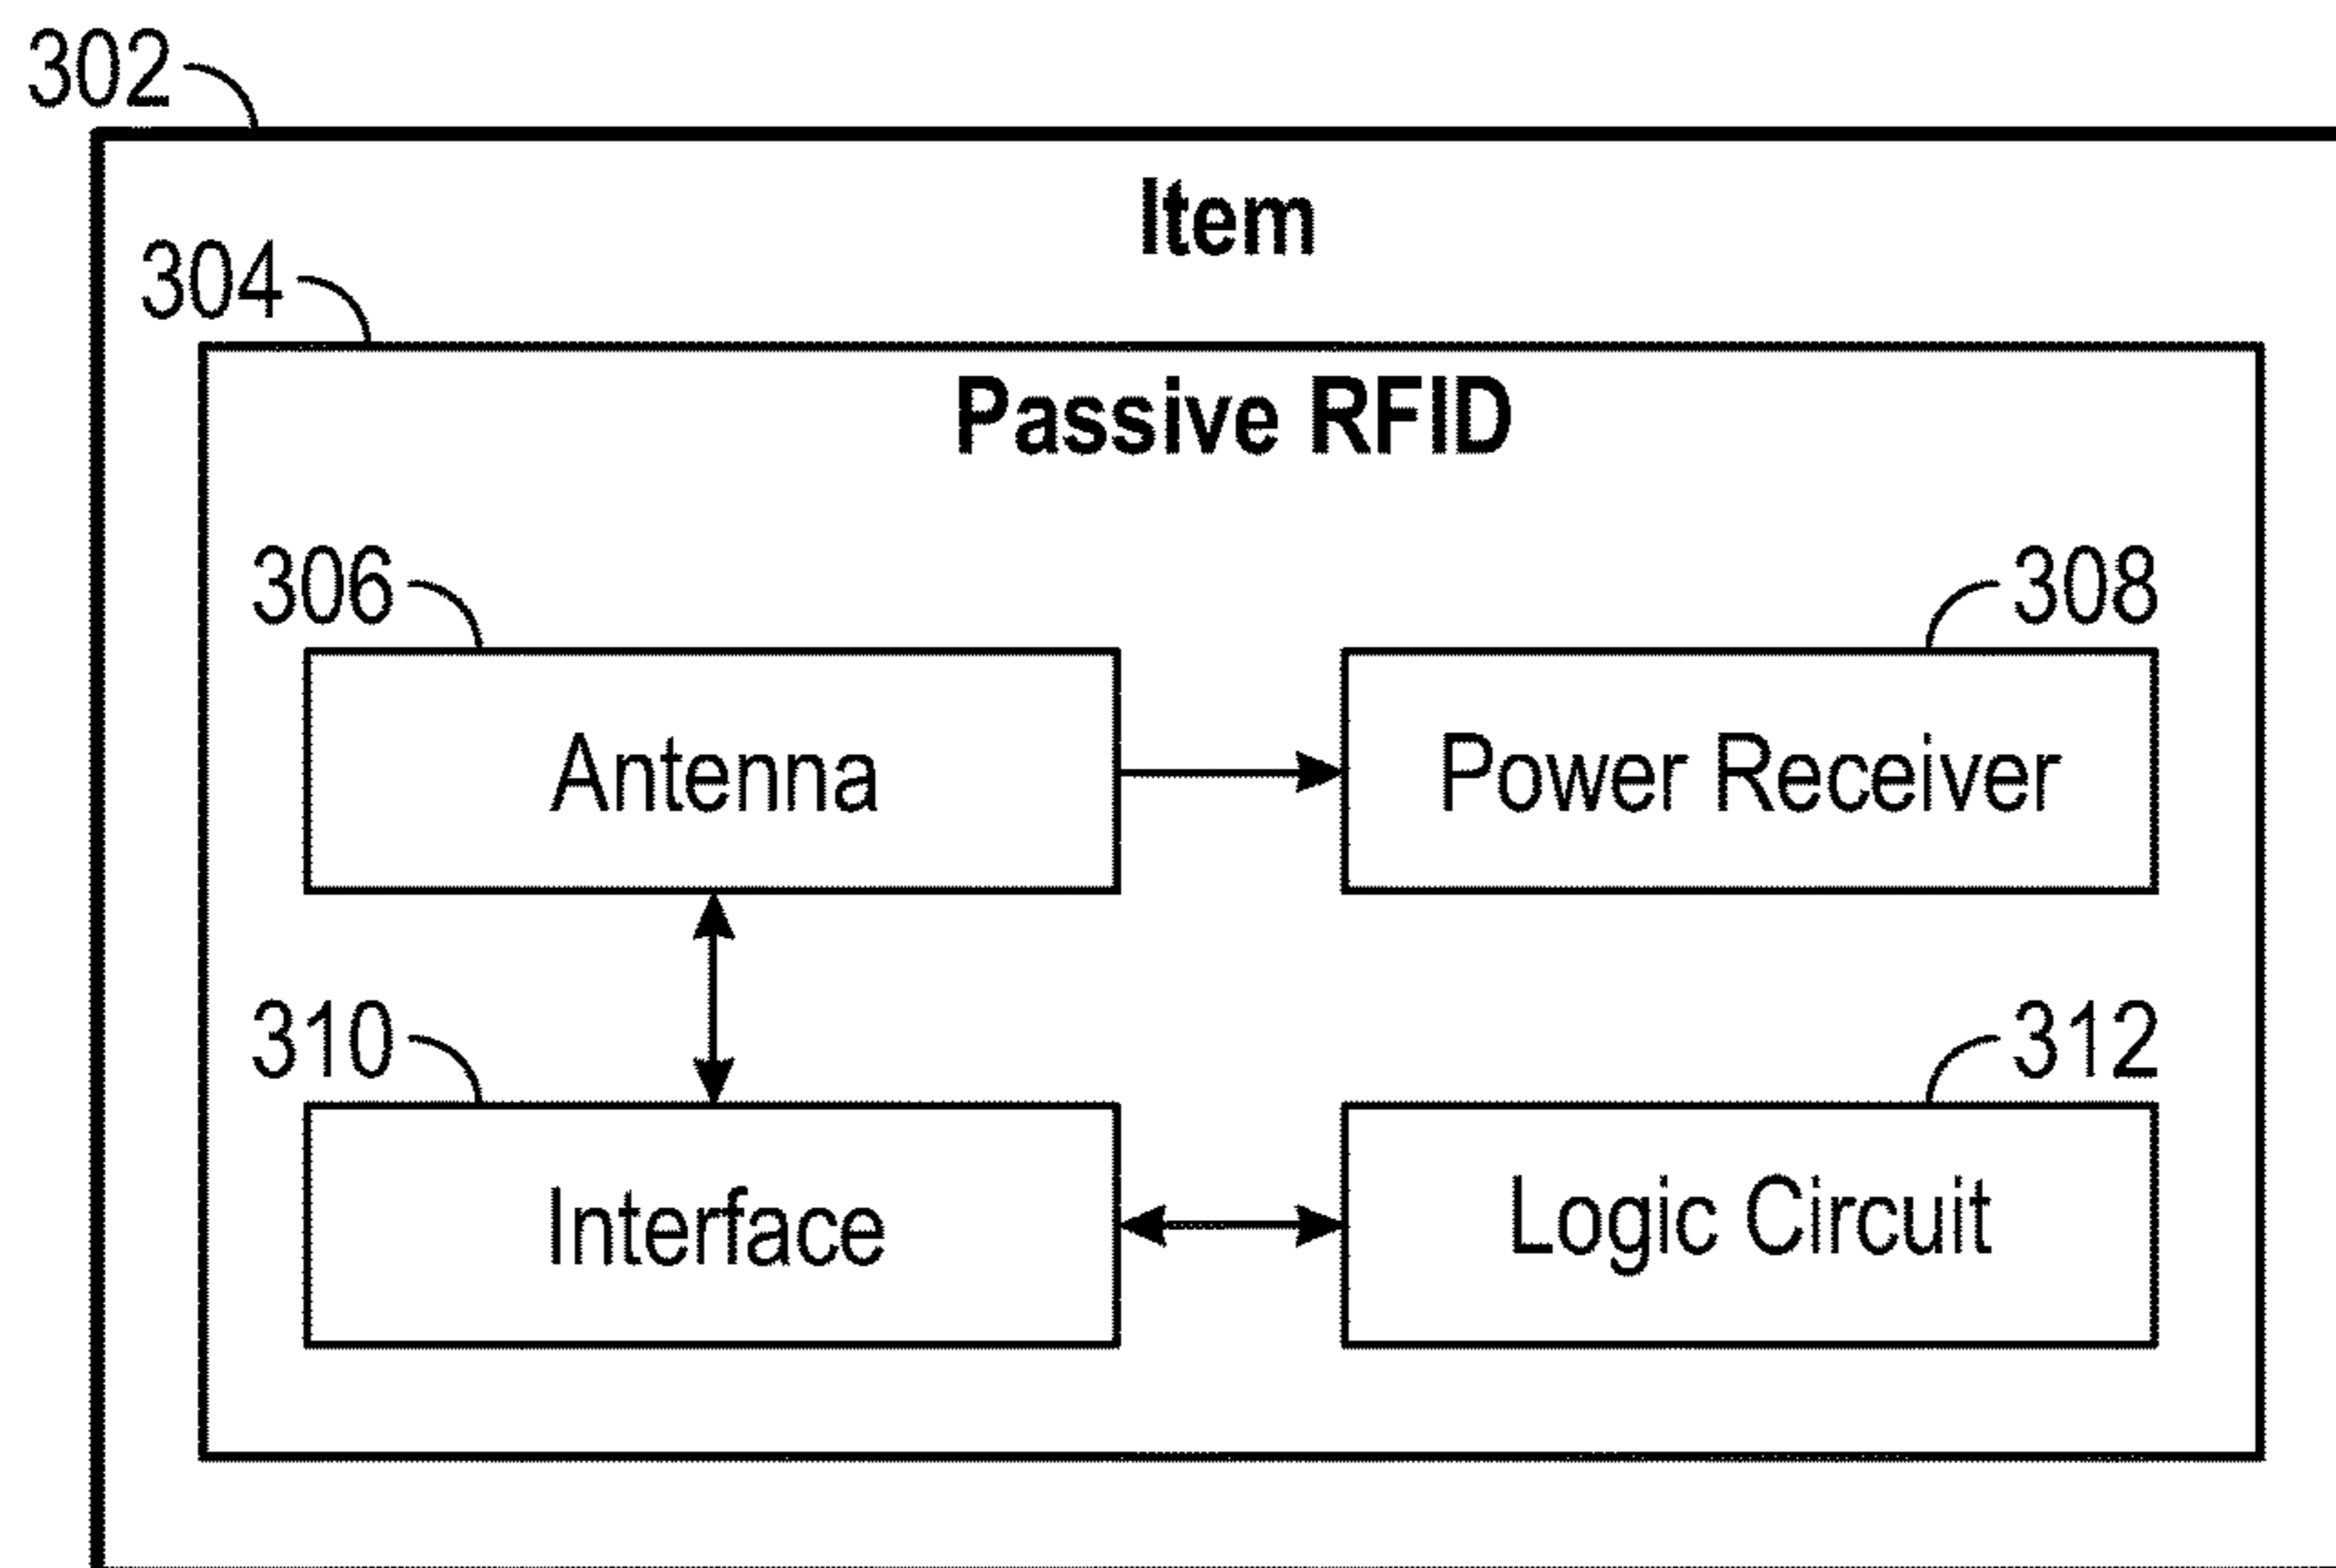 302
Item
304
Passive RFID
306
308
Antenna
Power Receiver
310
312
Interface
Logic Circuit